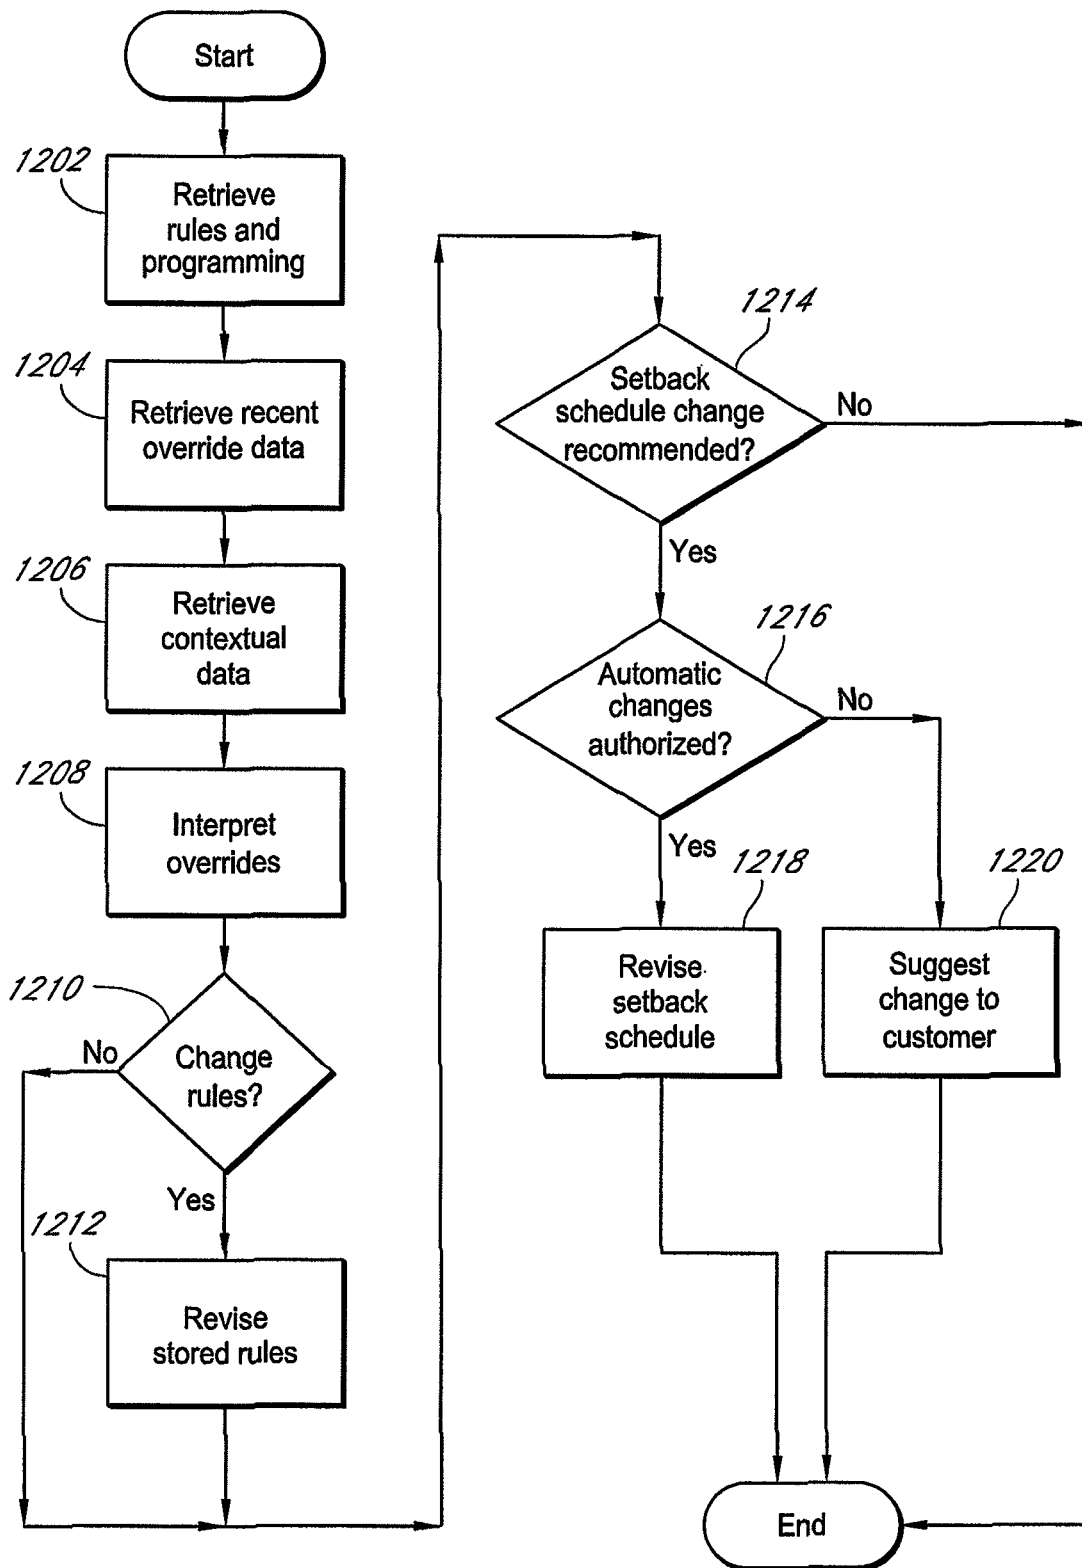 Start
1202
Retrieve
rules and
programming
1204
Retrieve recent
override data
1206
Retrieve
contextual
data
1208
Interpret
overrides
1210
No
Change
rules?
Yes
1212
Revise
stored rules
1214
Setback
schedule change
recommended?
No
Yes
1216
Automatic
changes
authorized?
No
Yes
1218
Revise
setback
schedule
1220
Suggest
change to
customer
End